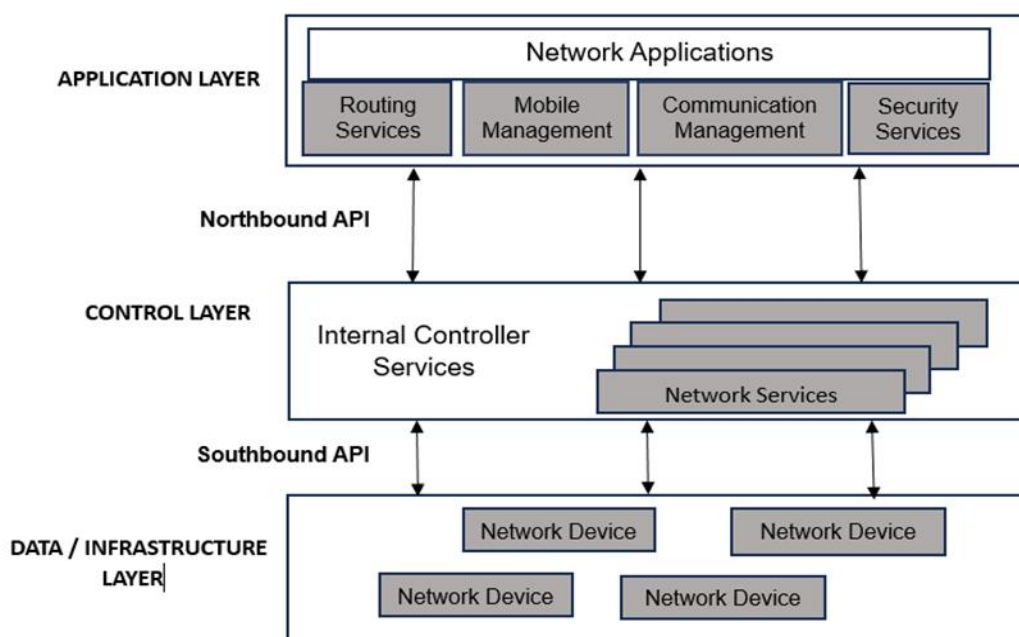 Network Applications
APPLICATION LAYER
Routing
Services
Mobile
Management
Communication
Management
Security
Services
Northbound API
CONTROL LAYER
Internal Controller
Services
Network Services
Southbound API
DATA / INFRASTRUCTURE
LAYER
Network Device
Network Device
Network Device
Network Device